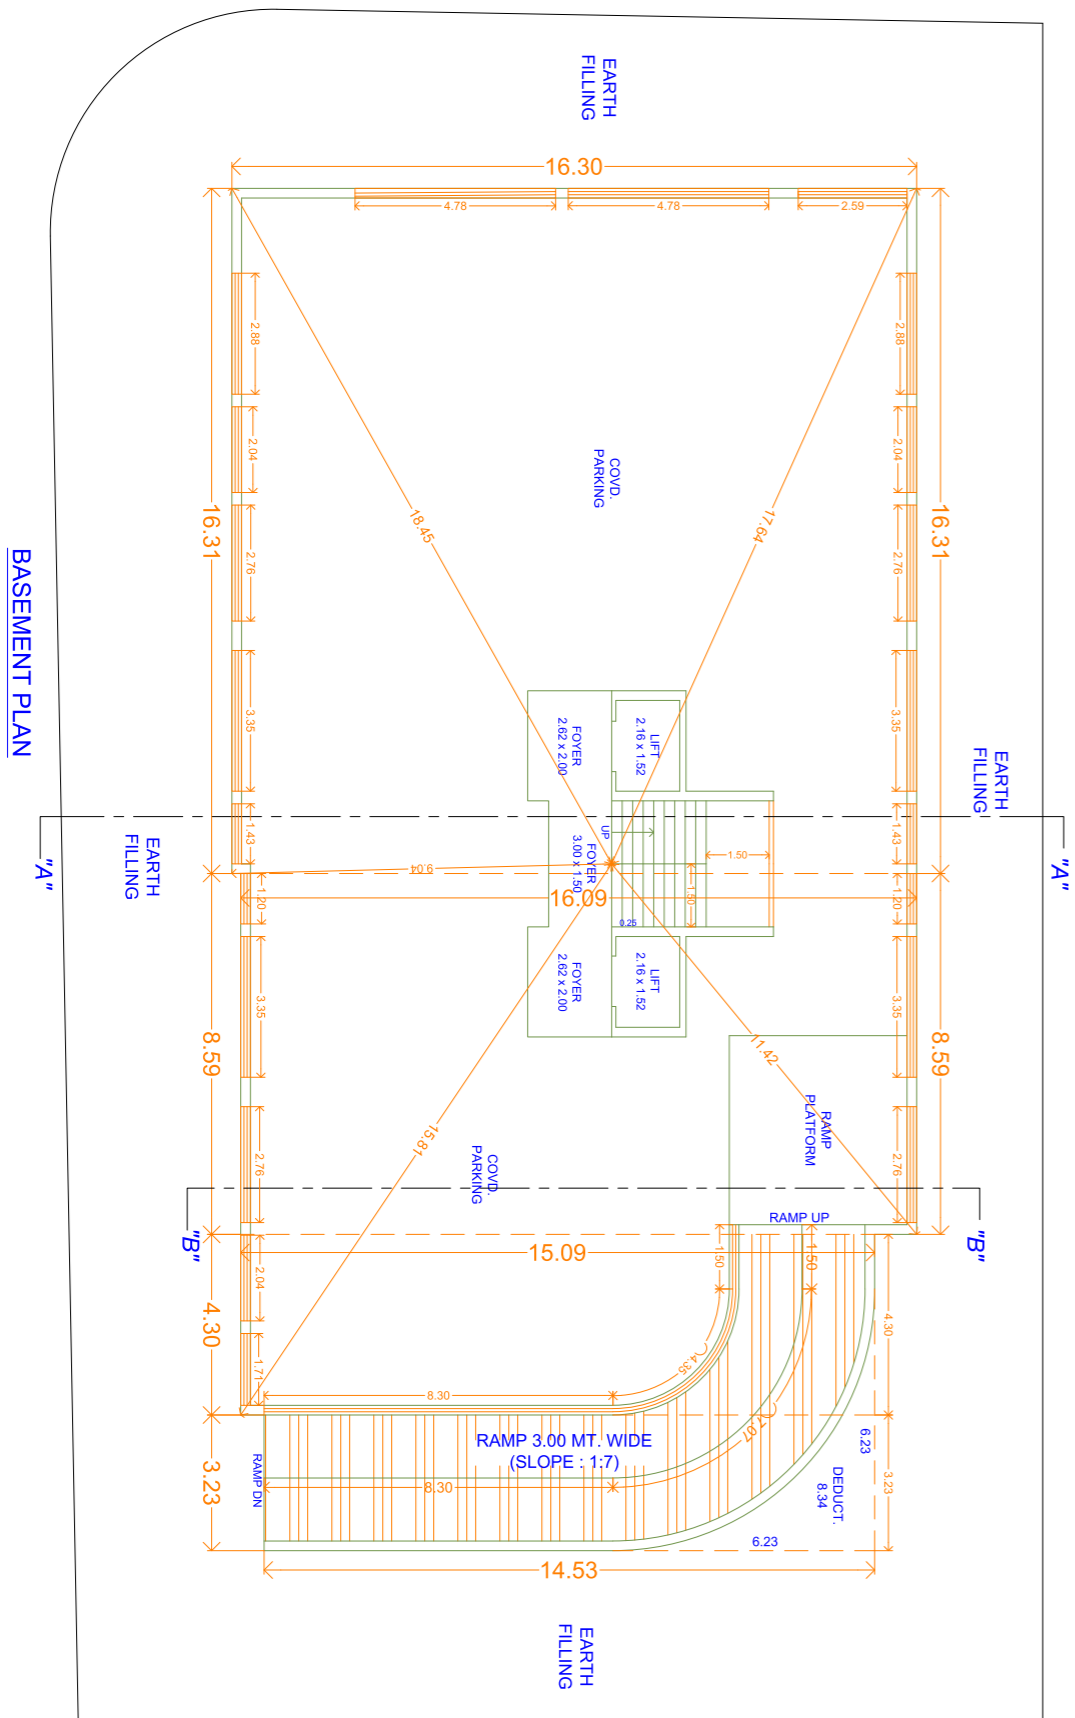 EARTH
FILLING
16.30
4.78
4.78
2.59
2.88
2.88
2.04
2.04
COVD.
PARKING
16.31
18.45
17.64
16.31
2.76
2.76
BASEMENT PLAN
3.35
3.35
FOYER
2.62 x 2.00
LIFT
2.16 x 1.52
EARTH
FILLING
1.43
UP
FOYER
3.00 x 1.50
1.50
"A"
"A"
EARTH
FILLING
9.04
1.20
16.09
1.50
1.20
0.25
FOYER
2.62 x 2.00
LIFT
2.16 x 1.52
3.35
3.35
8.59
11.42
8.59
RAMP
PLATFORM
15.81
COVD.
PARKING
2.76
2.76
RAMP UP
"B"
"B"
2.04
15.09
1.50
1.50
4.30
4.30
1.71
4.35
8.30
RAMP 3.00 MT. WIDE
(SLOPE : 1:7)
7.07
6.23
RAMP DN
8.30
DEDUCT.
8.34
3.23
3.23
6.23
14.53
EARTH
FILLING